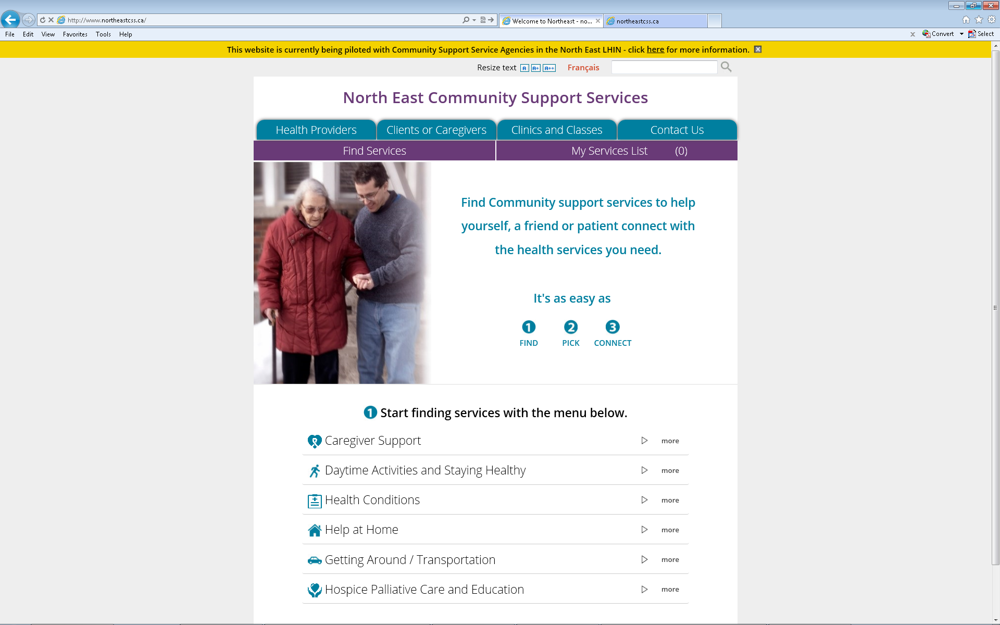 http://www.northeastcss.ca/
Welcome to Northeast - no...
northeastcss.ca
File Edit View Favorites Tools Help
Convert Select
This website is currently being piloted with Community Support Service Agencies in the North East LHIN - click here for more information.
Resize text A A+ A++ Français
North East Community Support Services
Health Providers Clients or Caregivers Clinics and Classes Contact Us
Find Services My Services List (0)
Find Community support services to help
yourself, a friend or patient connect with
the health services you need.
It's as easy as
1 2 3
FIND PICK CONNECT
1 Start finding services with the menu below.
Caregiver Support more
Daytime Activities and Staying Healthy more
Health Conditions more
Help at Home more
Getting Around / Transportation more
Hospice Palliative Care and Education more